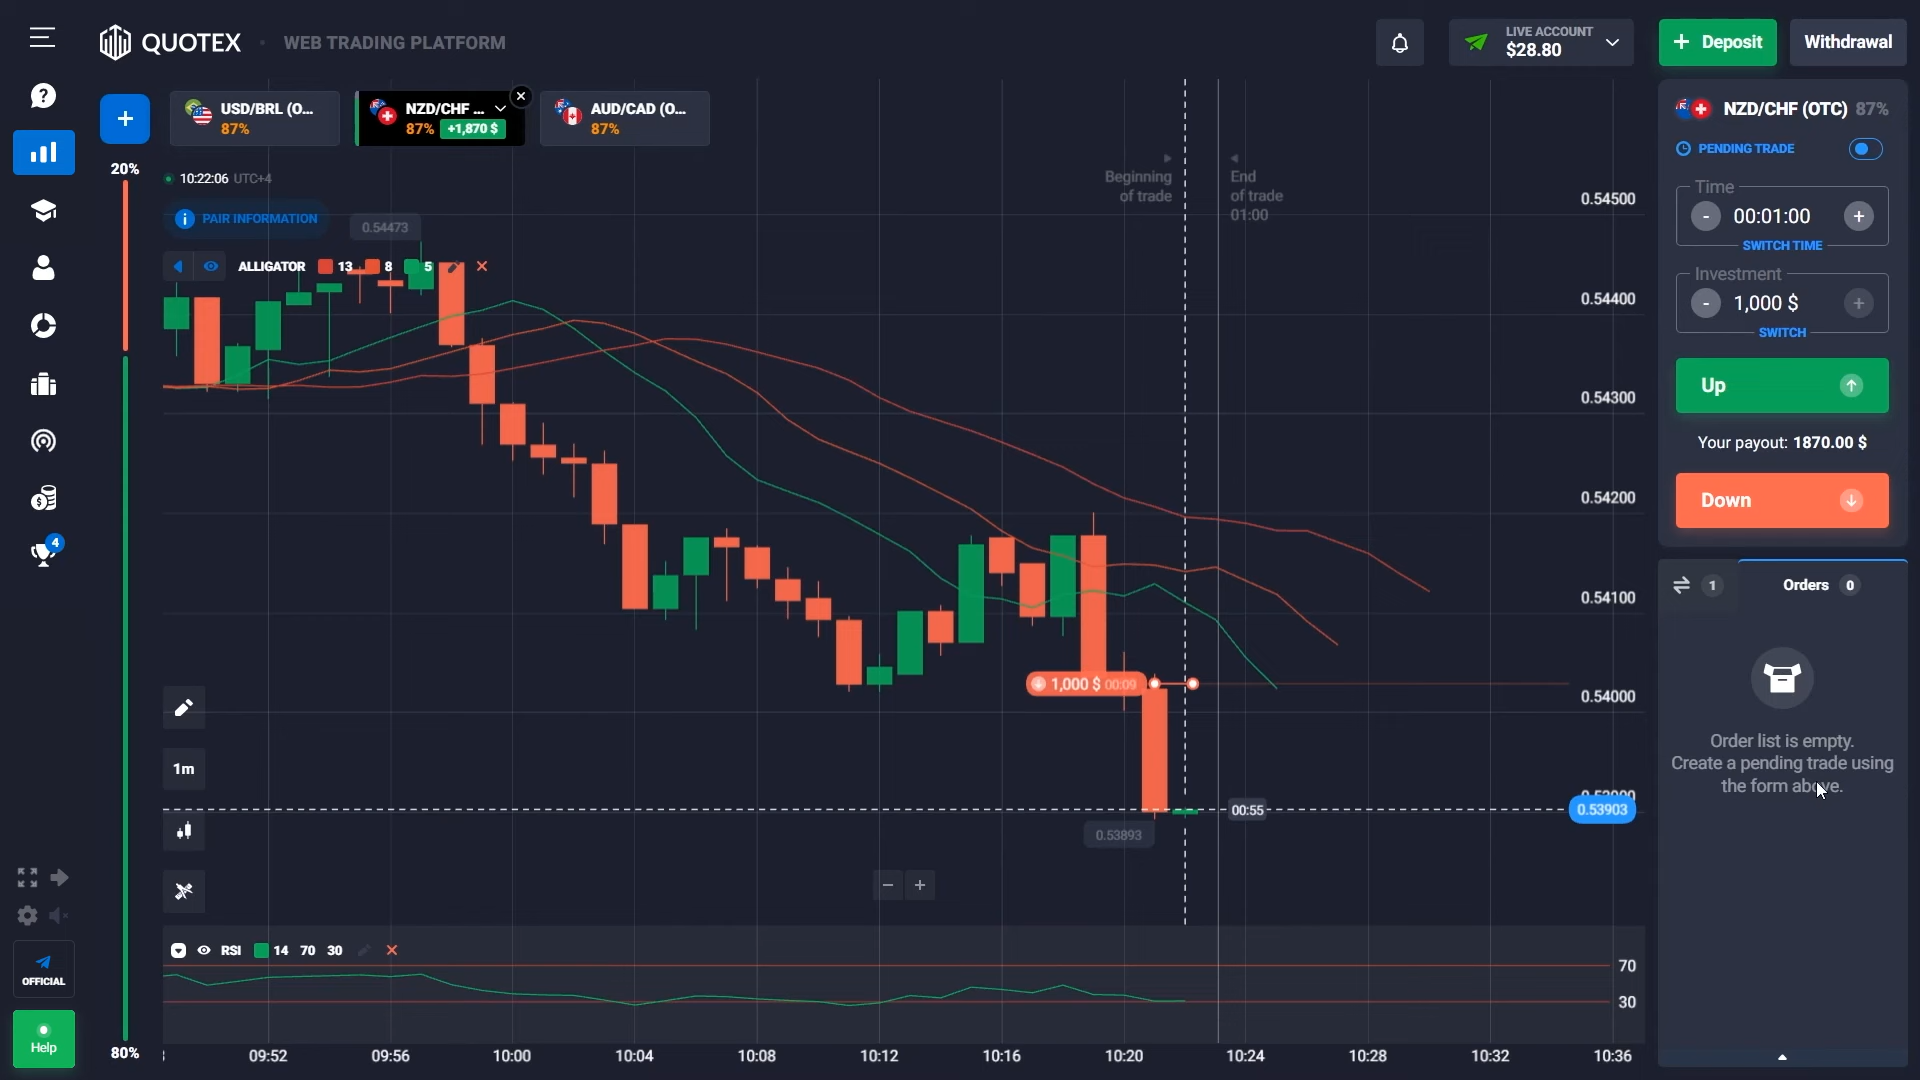 QUOTEX
WEB TRADING PLATFORM
LIVE ACCOUNT
$28.80
+ Deposit
Withdrawal
+
USD/BRL (O...
87%
NZD/CHF ...
87% +1,870 $
AUD/CAD (O...
87%
NZD/CHF (OTC) 87%
PENDING TRADE
20%
10:22:06 UTC+4
PAIR INFORMATION
0.54473
ALLIGATOR 13 8 5
Beginning
of trade
End
of trade
01:00
0.54500
0.54400
0.54300
0.54200
0.54100
0.54000
0.53903
Time
- 00:01:00 +
SWITCH TIME
Investment
- 1,000 $ +
SWITCH
Up
Your payout: 1870.00 $
Down
1
Orders 0
Order list is empty.
Create a pending trade using
the form above.
4
1,000 $ 00:09
00:55
0.53893
1m
- +
RSI 14 70 30
70
30
OFFICIAL
Help
80%
09:52
09:56
10:00
10:04
10:08
10:12
10:16
10:20
10:24
10:28
10:32
10:36